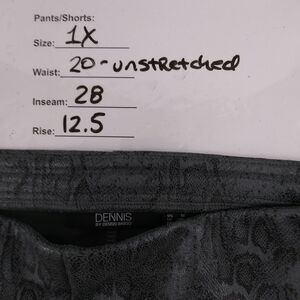 Pants/Shorts:
Size: 1X
Waist: 20-unstretched
Inseam: 28
Rise: 12.5
DENNIS
BY DENNIS BASSO